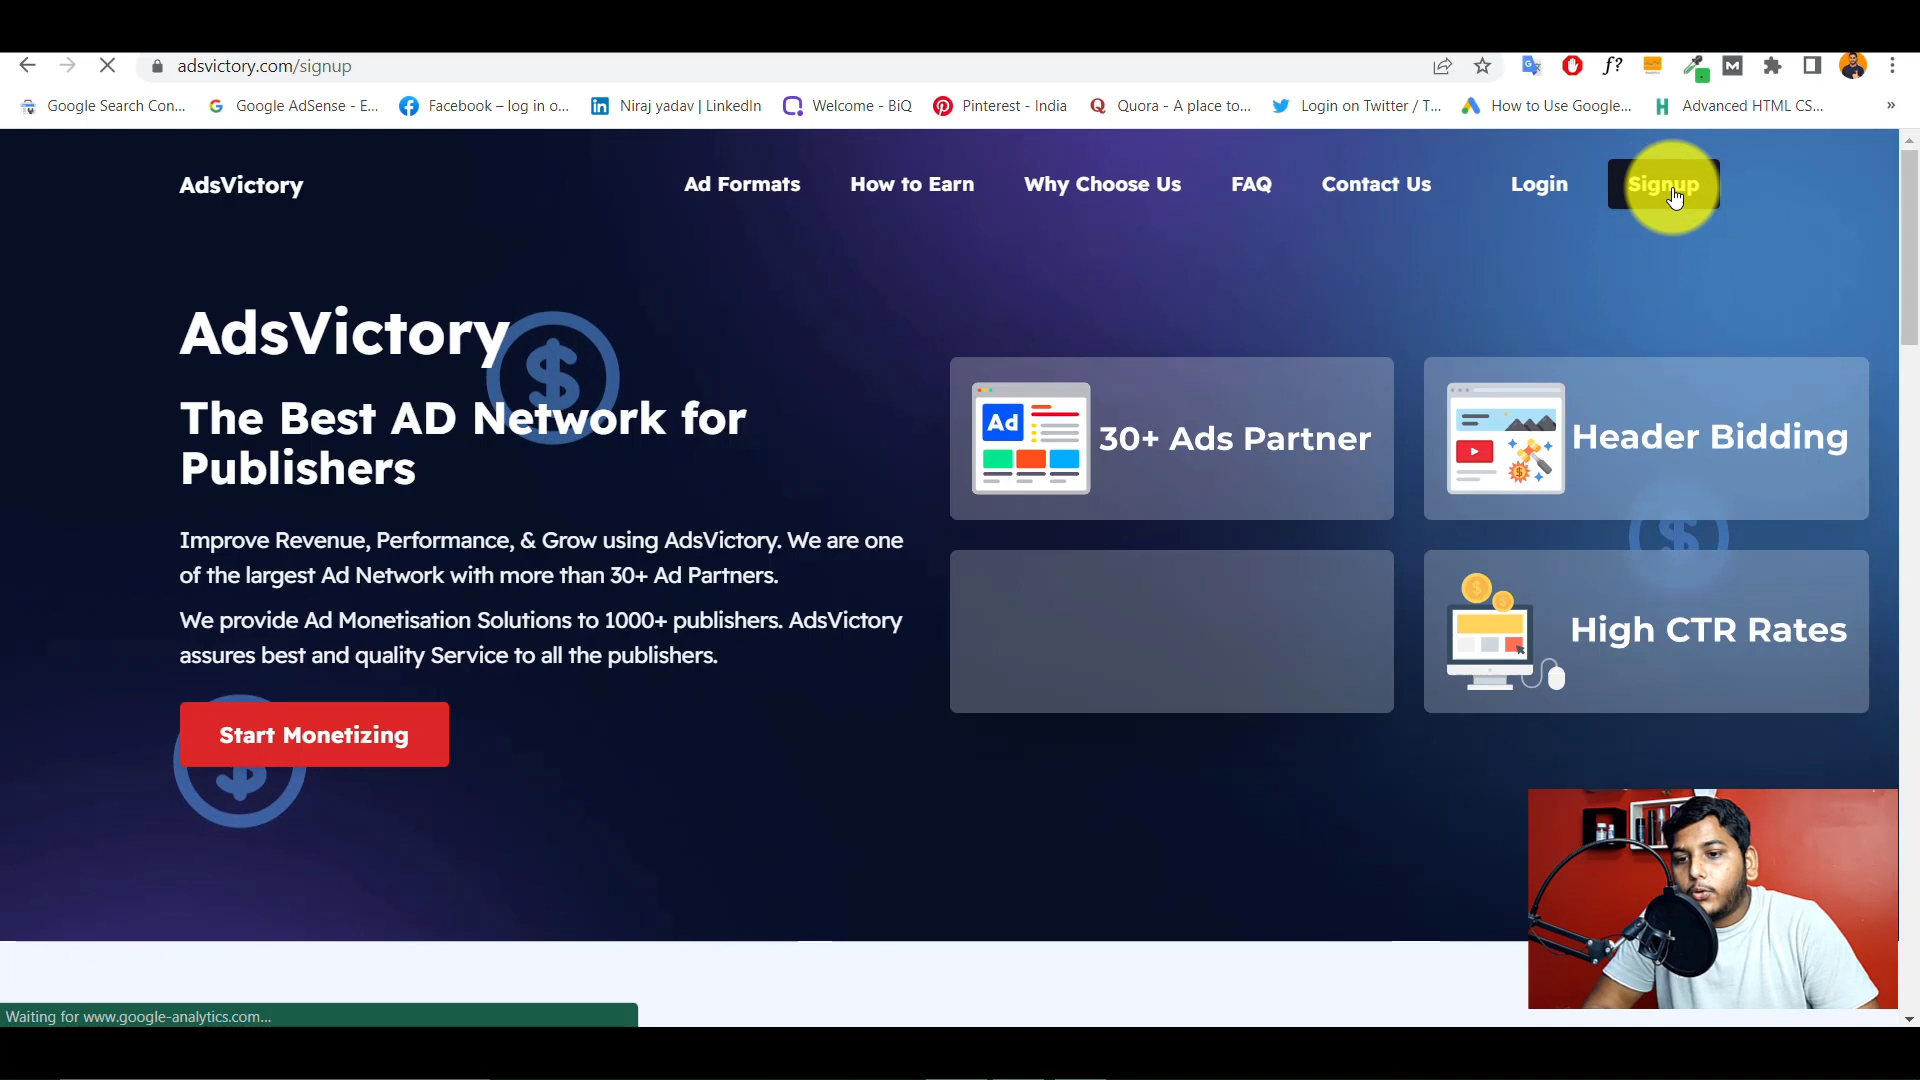 adsvictory.com/signup
Google Search Con... Google AdSense - E... Facebook – log in o... Niraj yadav | LinkedIn Welcome - BiQ Pinterest - India Quora - A place to... Login on Twitter / T... How to Use Google... Advanced HTML CS... »
AdsVictory Ad Formats How to Earn Why Choose Us FAQ Contact Us Login Signup
AdsVictory
The Best AD Network for
Publishers
Improve Revenue, Performance, & Grow using AdsVictory. We are one
of the largest Ad Network with more than 30+ Ad Partners.
We provide Ad Monetisation Solutions to 1000+ publishers. AdsVictory
assures best and quality Service to all the publishers.
Start Monetizing
Ad
30+ Ads Partner
Header Bidding
High CTR Rates
Waiting for www.google-analytics.com...